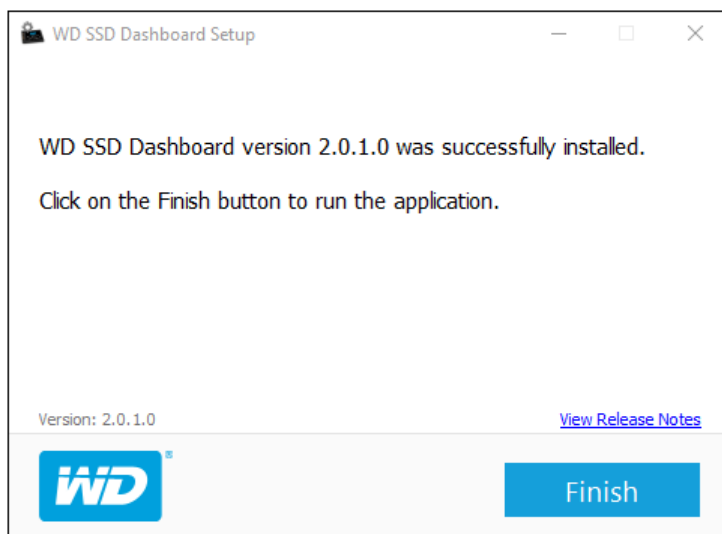 WD SSD Dashboard Setup
WD SSD Dashboard version 2.0.1.0 was successfully installed.
Click on the Finish button to run the application.
Version: 2.0.1.0
View Release Notes
WD®
Finish